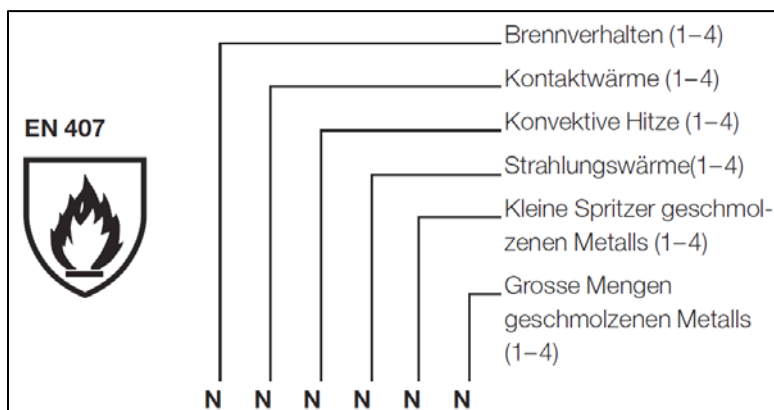 Brennverhalten (1–4)
Kontaktwärme (1–4)
EN 407
Konvektive Hitze (1–4)
Strahlungswärme(1–4)
Kleine Spritzer geschmol-
zenen Metalls (1–4)
Grosse Mengen
geschmolzenen Metalls
(1–4)
N N N N N N